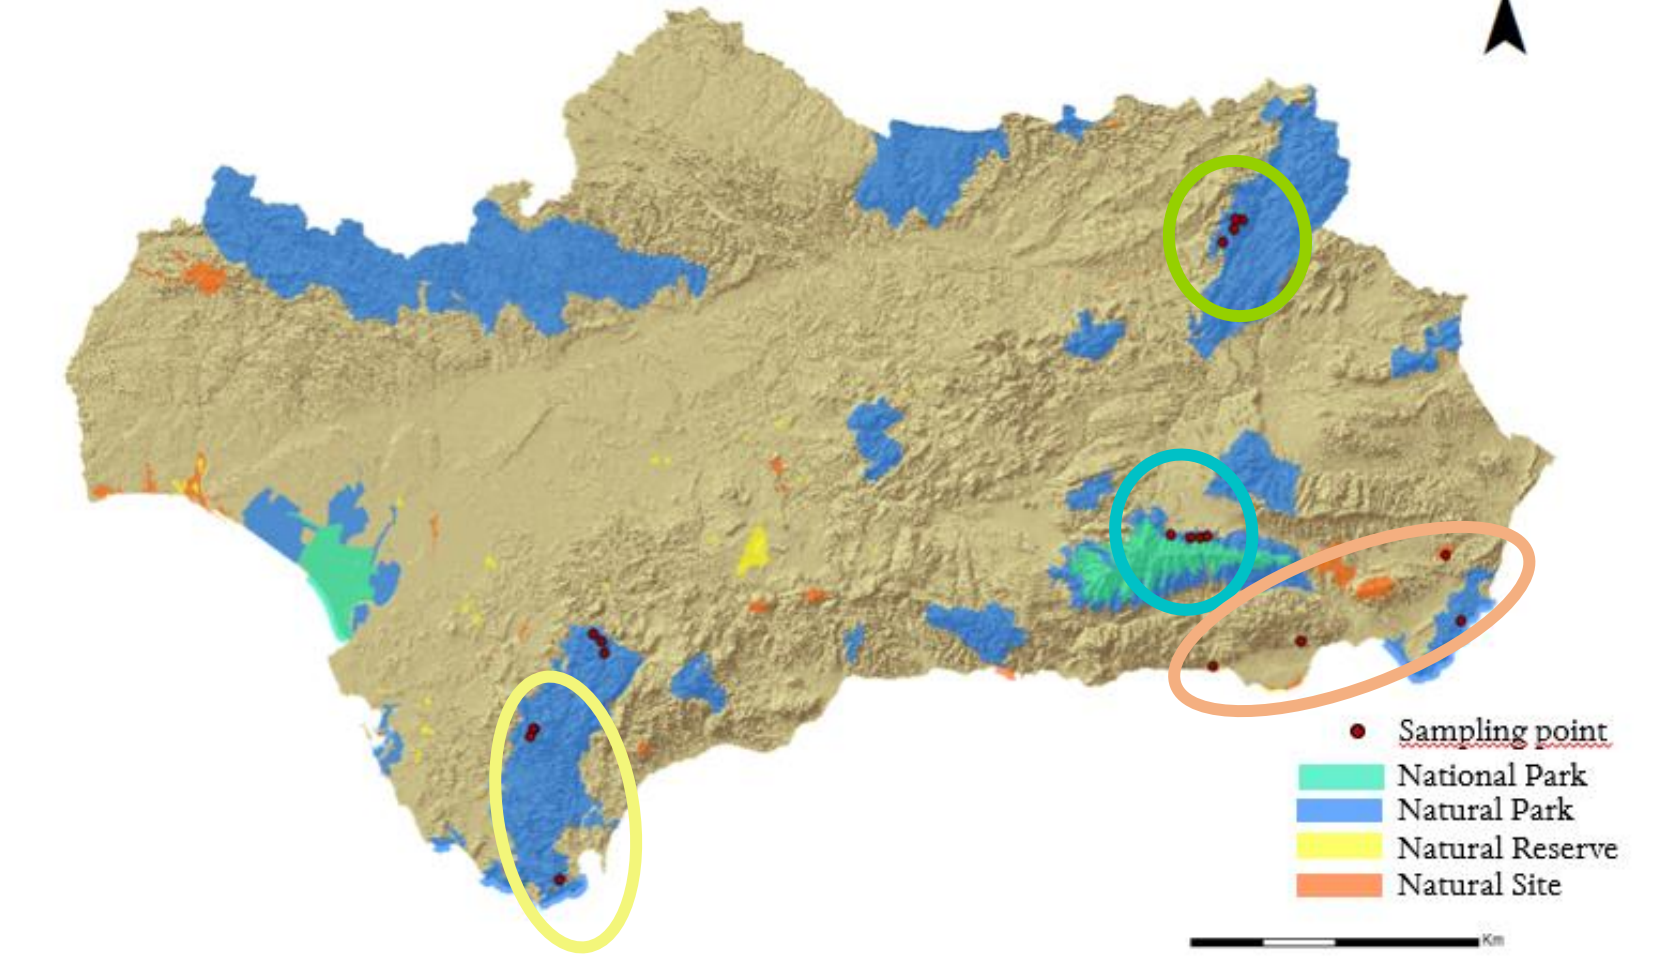 Sampling point
National Park
Natural Park
Natural Reserve
Natural Site
Km